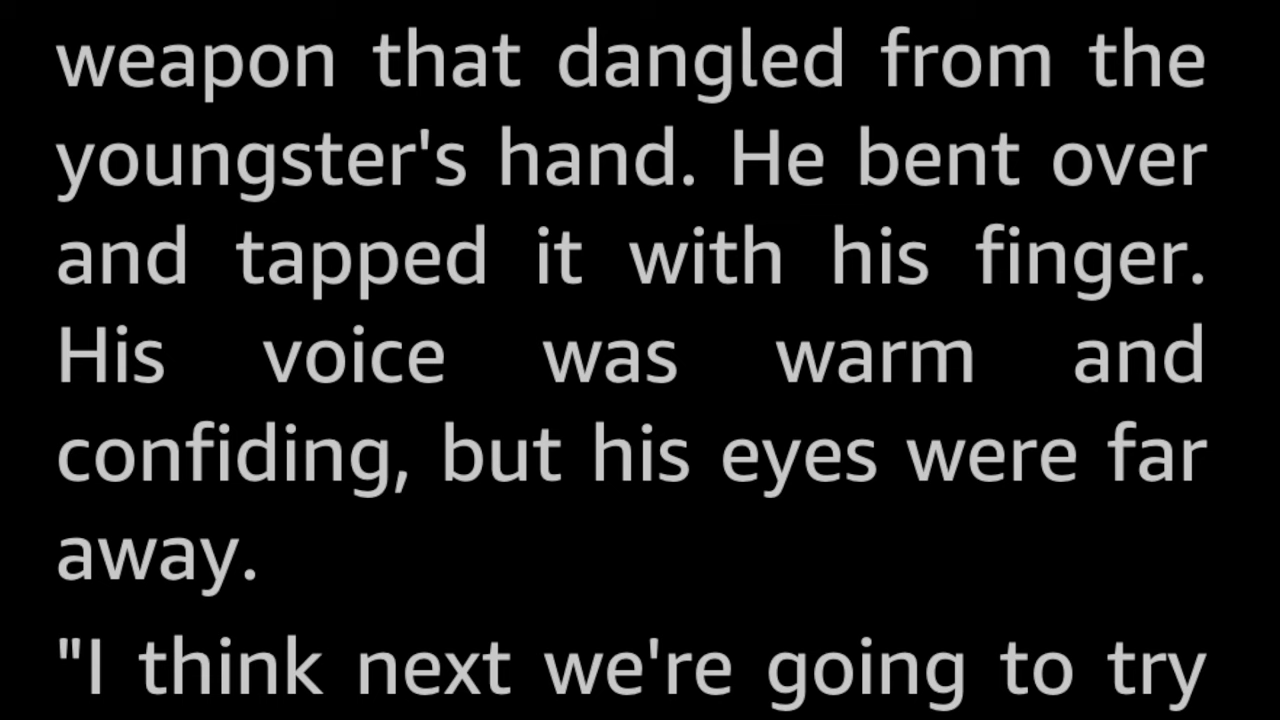 weapon that dangled from the
youngster's hand. He bent over
and tapped it with his finger.
His voice was warm and
confiding, but his eyes were far
away.
"I think next we're going to try